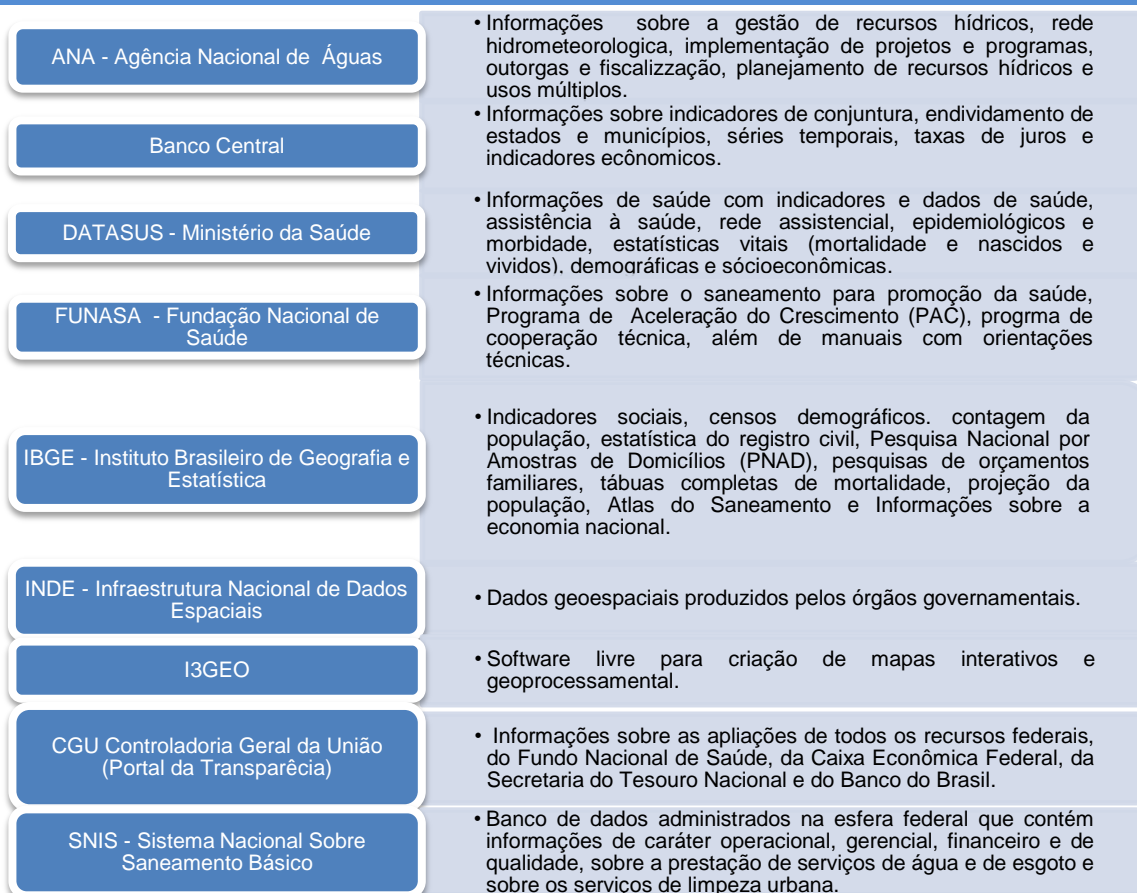 ANA - Agência Nacional de Águas
• Informações sobre a gestão de recursos hídricos, rede
hidrometeorologica, implementação de projetos e programas,
outorgas e fiscalizzação, planejamento de recursos hídricos e
usos múltiplos.
Banco Central
• Informações sobre indicadores de conjuntura, endividamento de
estados e municípios, séries temporais, taxas de juros e
indicadores ecônomicos.
DATASUS - Ministério da Saúde
• Informações de saúde com indicadores e dados de saúde,
assistência à saúde, rede assistencial, epidemiológicos e
morbidade, estatísticas vitais (mortalidade e nascidos e
vividos), demográficas e sócioeconômicas.
FUNASA - Fundação Nacional de
Saúde
• Informações sobre o saneamento para promoção da saúde,
Programa de Aceleração do Crescimento (PAC), progrma de
cooperação técnica, além de manuais com orientações
técnicas.
IBGE - Instituto Brasileiro de Geografia e
Estatística
• Indicadores sociais, censos demográficos. contagem da
população, estatística do registro civil, Pesquisa Nacional por
Amostras de Domicílios (PNAD), pesquisas de orçamentos
familiares, tábuas completas de mortalidade, projeção da
população, Atlas do Saneamento e Informações sobre a
economia nacional.
INDE - Infraestrutura Nacional de Dados
Espaciais
• Dados geoespaciais produzidos pelos órgãos governamentais.
I3GEO
• Software livre para criação de mapas interativos e
geoprocessamental.
CGU Controladoria Geral da União
(Portal da Transparêcia)
• Informações sobre as apliações de todos os recursos federais,
do Fundo Nacional de Saúde, da Caixa Econômica Federal, da
Secretaria do Tesouro Nacional e do Banco do Brasil.
SNIS - Sistema Nacional Sobre
Saneamento Básico
• Banco de dados administrados na esfera federal que contém
informações de caráter operacional, gerencial, financeiro e de
qualidade, sobre a prestação de serviços de água e de esgoto e
sobre os serviços de limpeza urbana.